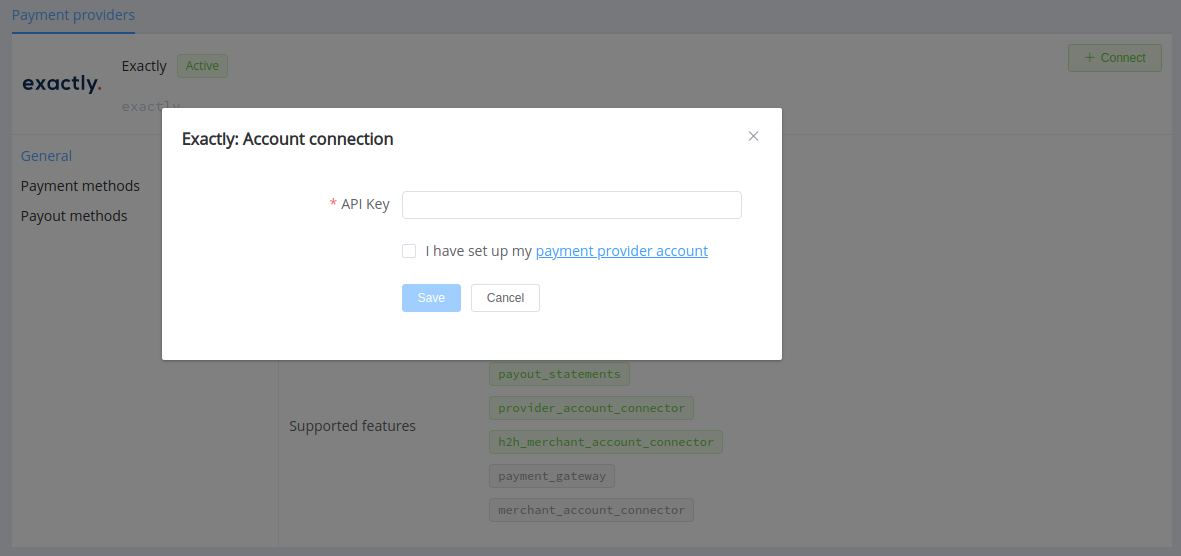 Payment providers
exactly.
Exactly Active
+ Connect
exactly
Exactly: Account connection
General
Payment methods
Payout methods
* API Key
I have set up my payment provider account
Save Cancel
payout_statements
provider_account_connector
Supported features
h2h_merchant_account_connector
payment_gateway
merchant_account_connector